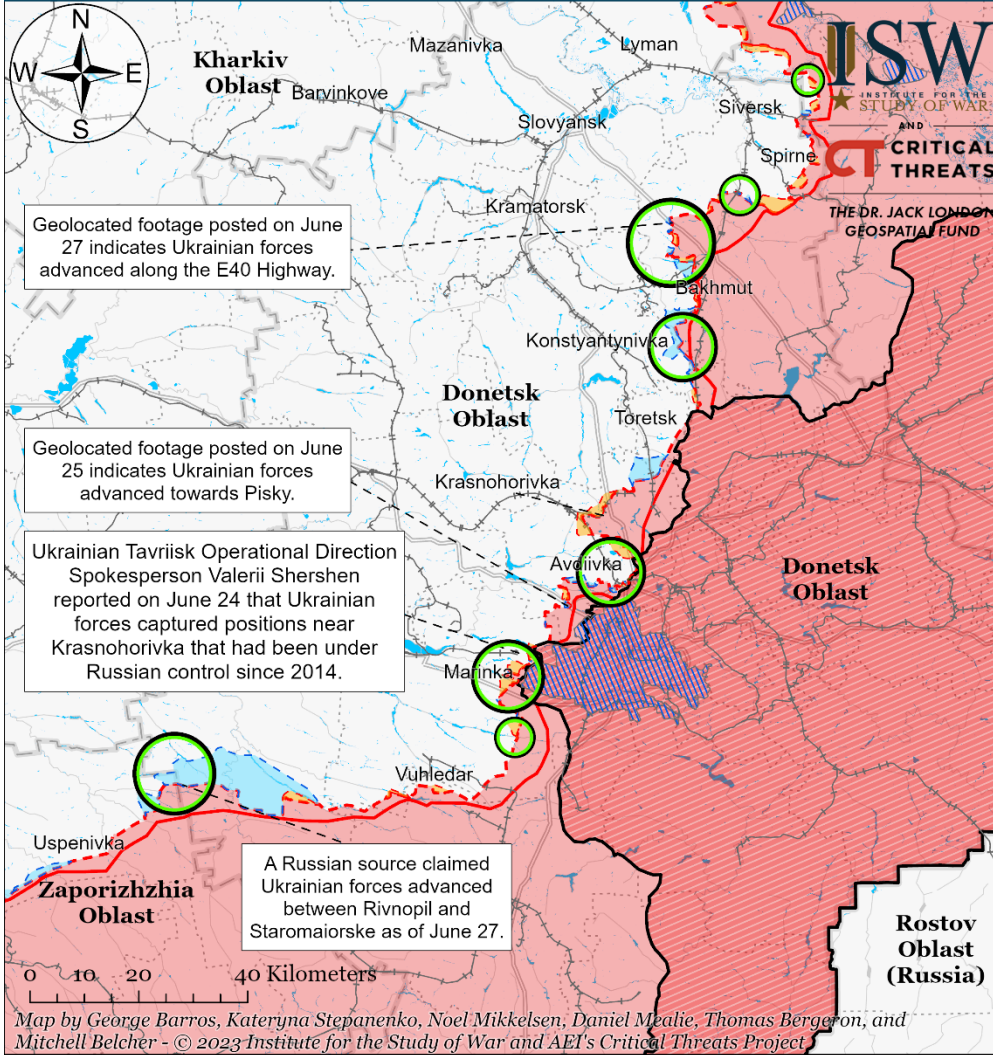 N
W
E
S
Kharkiv
Oblast
Mazanivka
Lyman
Barvinkove
Slovyansk
Siversk
Spirne
ISW
INSTITUTE FOR THE
STUDY OF WAR
AND
CT CRITICAL
THREATS
THE DR. JACK LONDON
GEOSPATIAL FUND
Kramatorsk
Geolocated footage posted on June
27 indicates Ukrainian forces
advanced along the E40 Highway.
Bakhmut
Konstyantynivka
Donetsk
Oblast
Toretsk
Geolocated footage posted on June
25 indicates Ukrainian forces
advanced towards Pisky.
Krasnohorivka
Ukrainian Tavriisk Operational Direction
Spokesperson Valerii Shershen
reported on June 24 that Ukrainian
forces captured positions near
Krasnohorivka that had been under
Russian control since 2014.
Avdiivka
Donetsk
Oblast
Marinka
Vuhledar
Uspenivka
Zaporizhzhia
Oblast
A Russian source claimed
Ukrainian forces advanced
between Rivnopil and
Staromaiorske as of June 27.
Rostov
Oblast
(Russia)
0 10 20 40 Kilometers
Map by George Barros, Kateryna Stepanenko, Noel Mikkelsen, Daniel Mealie, Thomas Bergeron, and
Mitchell Belcher - © 2023 Institute for the Study of War and AEI's Critical Threats Project